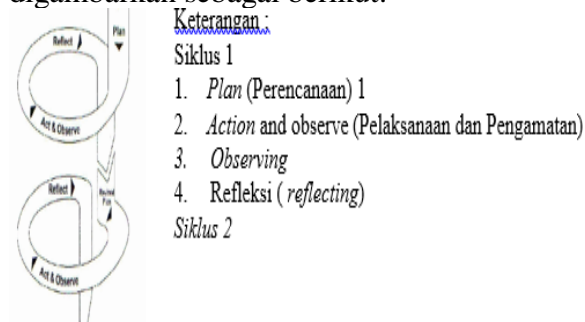 digambarkan sebagai berikut:
Keterangan :
Siklus 1
1. Plan (Perencanaan) 1
2. Action and observe (Pelaksanaan dan Pengamatan)
3. Observing
4. Refleksi ( reflecting)
Siklus 2
Plan
Reflect
Act & Observe
Reflect
Revised
Plan
Act & Observe